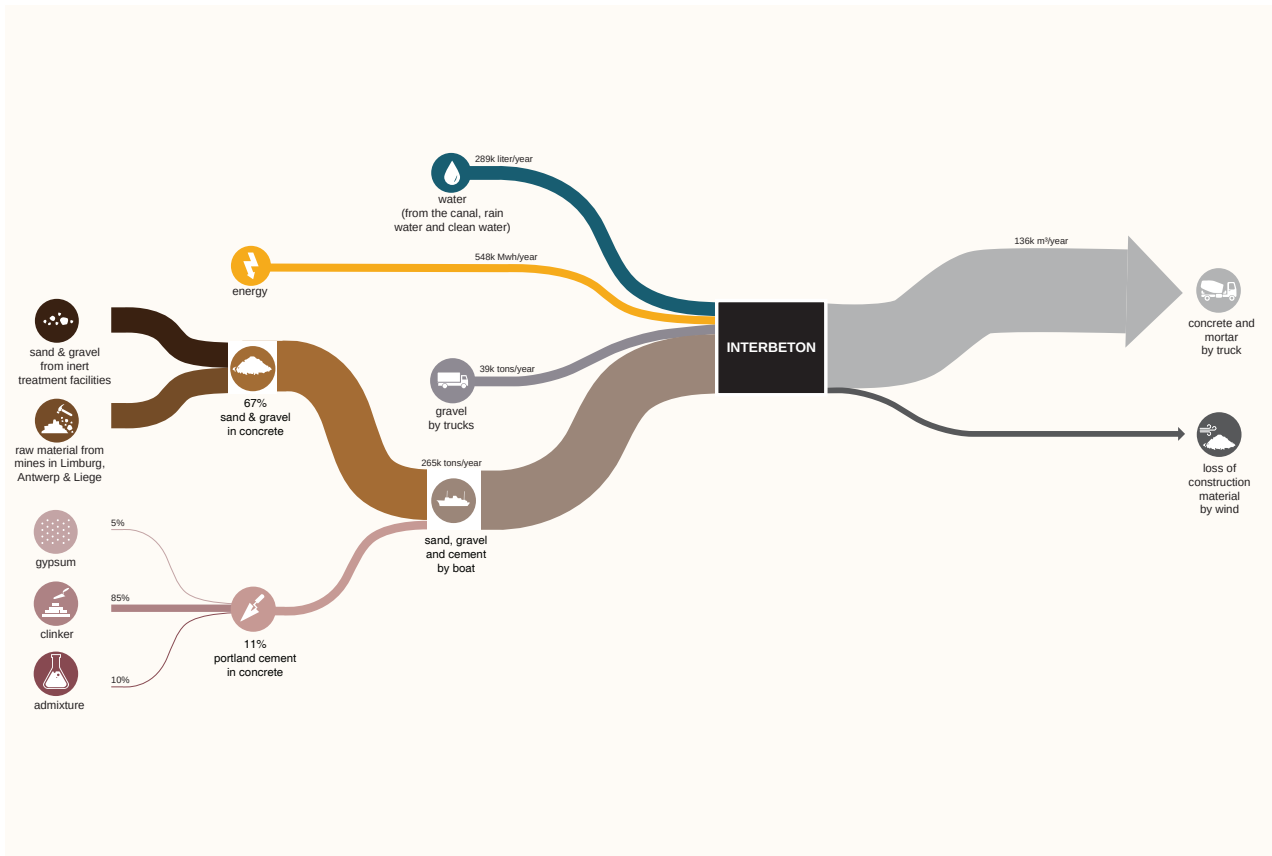 289k liter/year
water
(from the canal, rain
water and clean water)
136k m³/year
548k Mwh/year
energy
concrete and
mortar
by truck
sand & gravel
from inert
treatment facilities
INTERBETON
39k tons/year
67%
sand & gravel
in concrete
gravel
by trucks
raw material from
mines in Limburg,
Antwerp & Liege
265k tons/year
loss of
construction
material
by wind
5%
gypsum
sand, gravel
and cement
by boat
85%
clinker
11%
portland cement
in concrete
10%
admixture